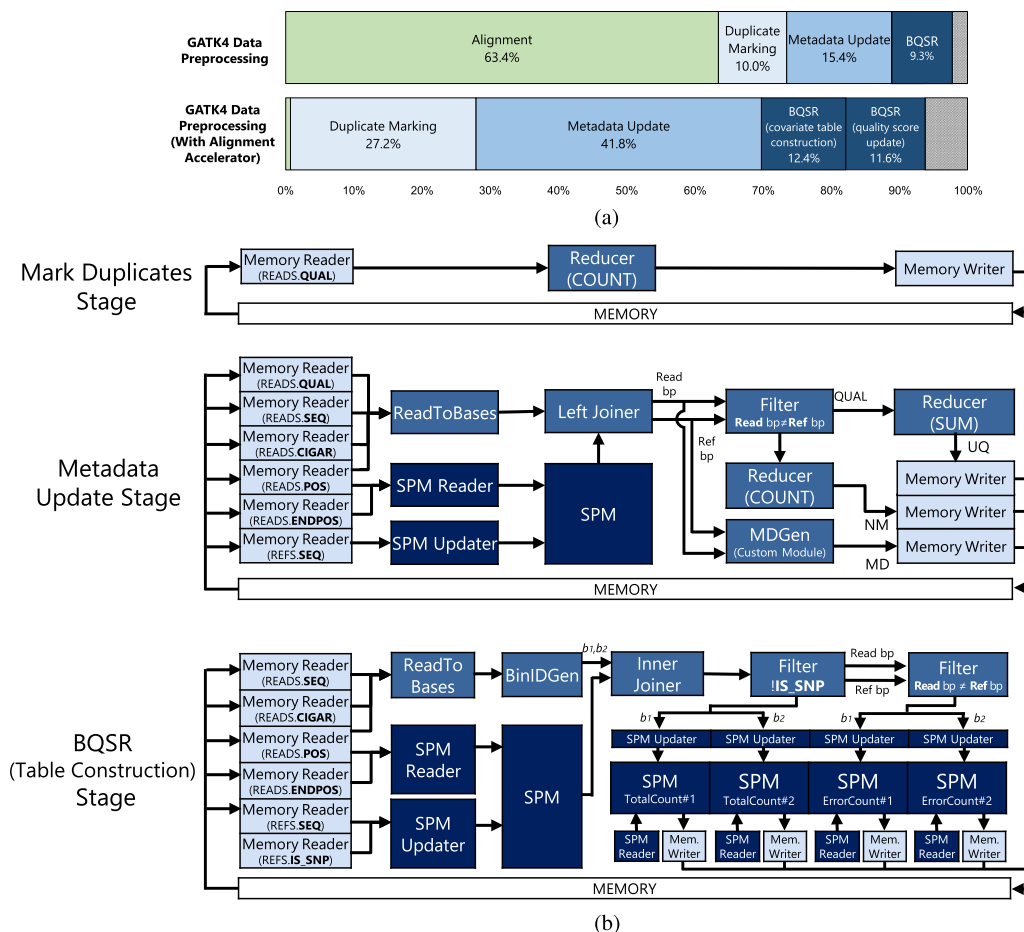 GATK4 Data
Preprocessing
Alignment
63.4%
Duplicate
Marking
10.0%
Metadata Update
15.4%
BQSR
9.3%
GATK4 Data
Preprocessing
(With Alignment
Accelerator)
Duplicate Marking
27.2%
Metadata Update
41.8%
BQSR
(covariate table
construction)
12.4%
BQSR
(quality score
update)
11.6%
0% 10% 20% 30% 40% 50% 60% 70% 80% 90% 100%
(a)
Mark Duplicates
Stage
Memory Reader
(READS.QUAL)
Reducer
(COUNT)
Memory Writer
MEMORY
Metadata
Update Stage
Memory Reader
(READS.QUAL)
Memory Reader
(READS.SEQ)
Memory Reader
(READS.CIGAR)
Memory Reader
(READS.POS)
Memory Reader
(READS.ENDPOS)
Memory Reader
(REFS.SEQ)
ReadToBases
SPM Reader
SPM Updater
Left Joiner
SPM
Read
bp
Ref
bp
Filter
Read bp≠Ref bp
QUAL
Reducer
(SUM)
UQ
Reducer
(COUNT)
NM
MDGen
(Custom Module)
MD
Memory Writer
Memory Writer
Memory Writer
MEMORY
BQSR
(Table Construction)
Stage
Memory Reader
(READS.SEQ)
Memory Reader
(READS.CIGAR)
Memory Reader
(READS.POS)
Memory Reader
(READS.ENDPOS)
Memory Reader
(REFS.SEQ)
Memory Reader
(REFS.IS_SNP)
ReadTo
Bases
SPM
Reader
SPM
Updater
BinIDGen
SPM
b1,b2
Inner
Joiner
Filter
!IS_SNP
Read bp
Ref bp
Filter
Read bp ≠ Ref bp
b1
b2
b1
b2
SPM Updater
SPM Updater
SPM Updater
SPM Updater
SPM
TotalCount#1
SPM
TotalCount#2
SPM
ErrorCount#1
SPM
ErrorCount#2
SPM
Reader
Mem.
Writer
SPM
Reader
Mem.
Writer
SPM
Reader
Mem.
Writer
SPM
Reader
Mem.
Writer
MEMORY
(b)